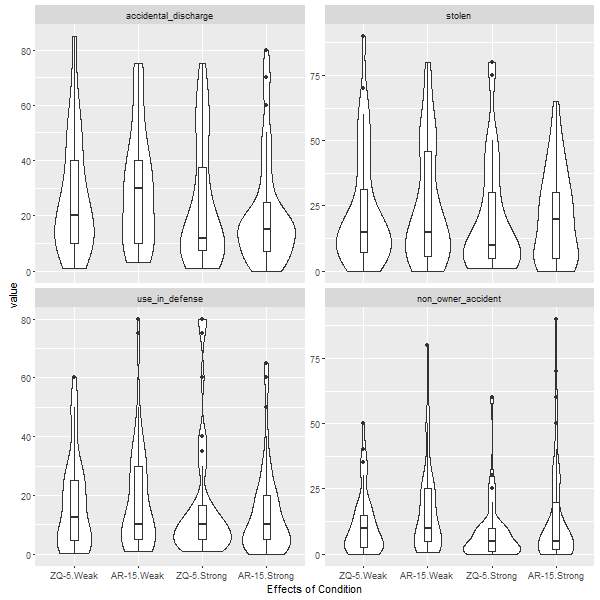 accidental_discharge
stolen
80
60
40
20
0
75
50
25
0
value
use_in_defense
non_owner_accident
80
60
40
20
0
75
50
25
0
ZQ-5.Weak AR-15.Weak ZQ-5.Strong AR-15.Strong
ZQ-5.Weak AR-15.Weak ZQ-5.Strong AR-15.Strong
Effects of Condition